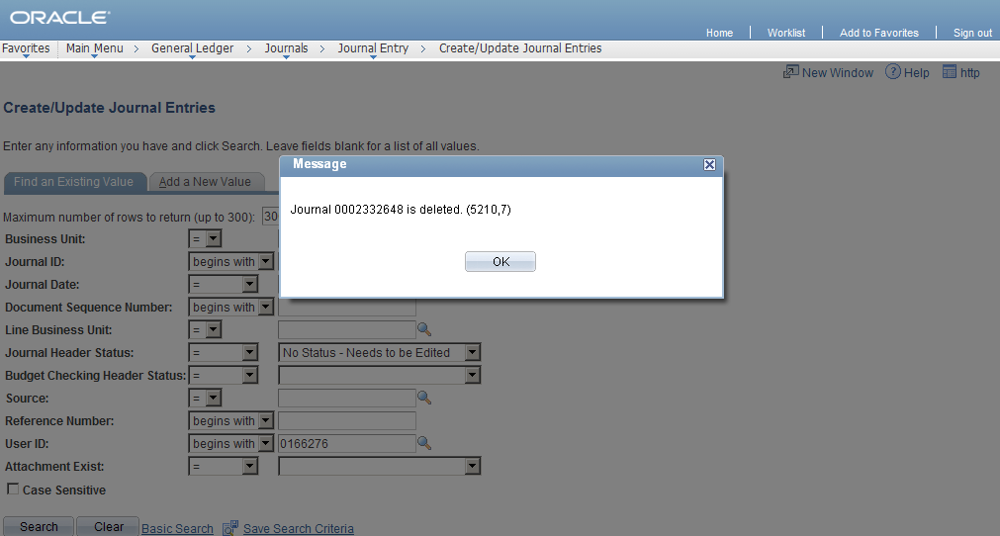 ORACLE
Home Worklist Add to Favorites Sign out
Favorites Main Menu > General Ledger > Journals > Journal Entry > Create/Update Journal Entries
New Window ? Help http
Create/Update Journal Entries
Enter any information you have and click Search. Leave fields blank for a list of all values.
Message
Find an Existing Value Add a New Value
Journal 0002332648 is deleted. (5210,7)
Maximum number of rows to return (up to 300): 30
Business Unit: =
Journal ID: begins with
OK
Journal Date: =
Document Sequence Number: begins with
Line Business Unit: =
Journal Header Status: = No Status - Needs to be Edited
Budget Checking Header Status: =
Source: =
Reference Number: begins with
User ID: begins with 0166276
Attachment Exist: =
Case Sensitive
Search Clear Basic Search Save Search Criteria